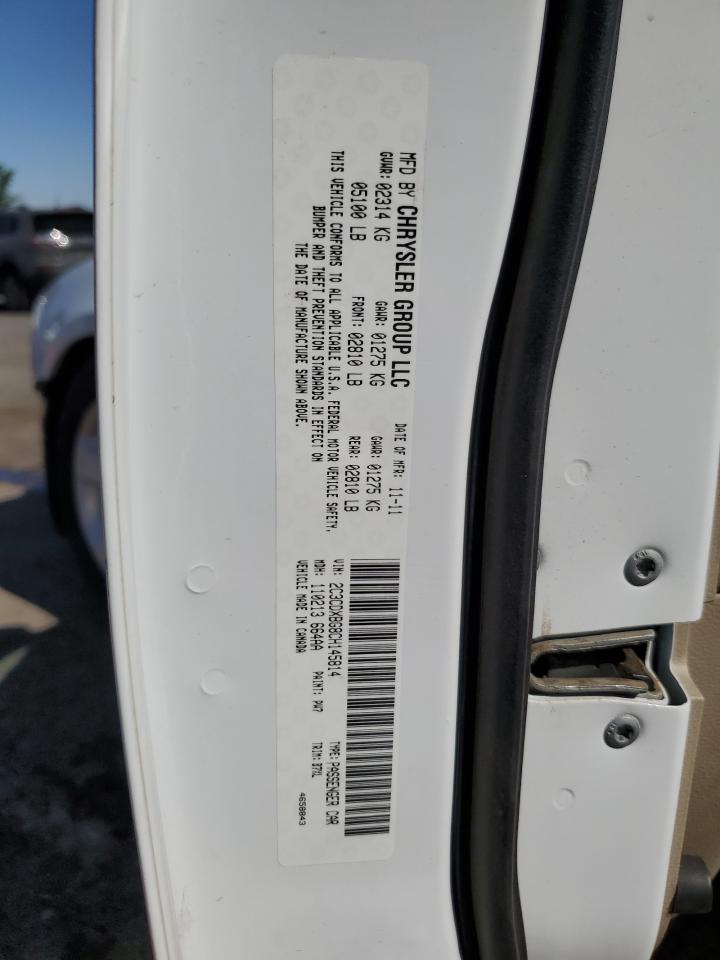 MFD BY CHRYSLER GROUP LLC DATE OF MFR: 11-11
GVWR: 02314 KG GAWR: 01275 KG GAWR: 01275 KG
05100 LB FRONT: 02810 LB REAR: 02810 LB
THIS VEHICLE CONFORMS TO ALL APPLICABLE U.S.A. FEDERAL MOTOR VEHICLE SAFETY,
BUMPER AND THEFT PREVENTION STANDARDS IN EFFECT ON
THE DATE OF MANUFACTURE SHOWN ABOVE.
VIN: 2C3CDXBG8CH145814 TYPE: PASSENGER CAR
MDH: 110213 664AA PAINT: PW7 TRIM: B7XL
VEHICLE MADE IN CANADA 4658843